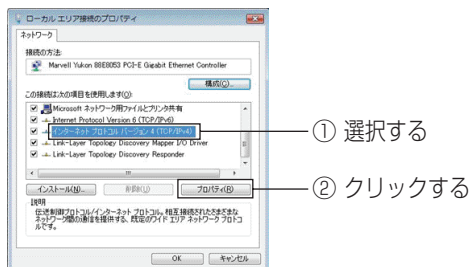 ローカル エリア接続のプロパティ
ネットワーク
接続の方法:
Marvell Yukon 88E8053 PCI-E Gigabit Ethernet Controller
構成(C)...
この接続は次の項目を使用します(O):
Microsoft ネットワーク用ファイルとプリンタ共有
Internet Protocol Version 6 (TCP/IPv6)
インターネット プロトコル バージョン 4 (TCP/IPv4)
Link-Layer Topology Discovery Mapper I/O Driver
Link-Layer Topology Discovery Responder
インストール(N)...
削除(U)
プロパティ(R)
説明
伝送制御プロトコル/インターネット プロトコル。相互接続されたさまざまな
ネットワーク間の通信を提供する、既定のワイド エリア ネットワーク プロトコ
ルです。
OK
キャンセル
① 選択する
② クリックする